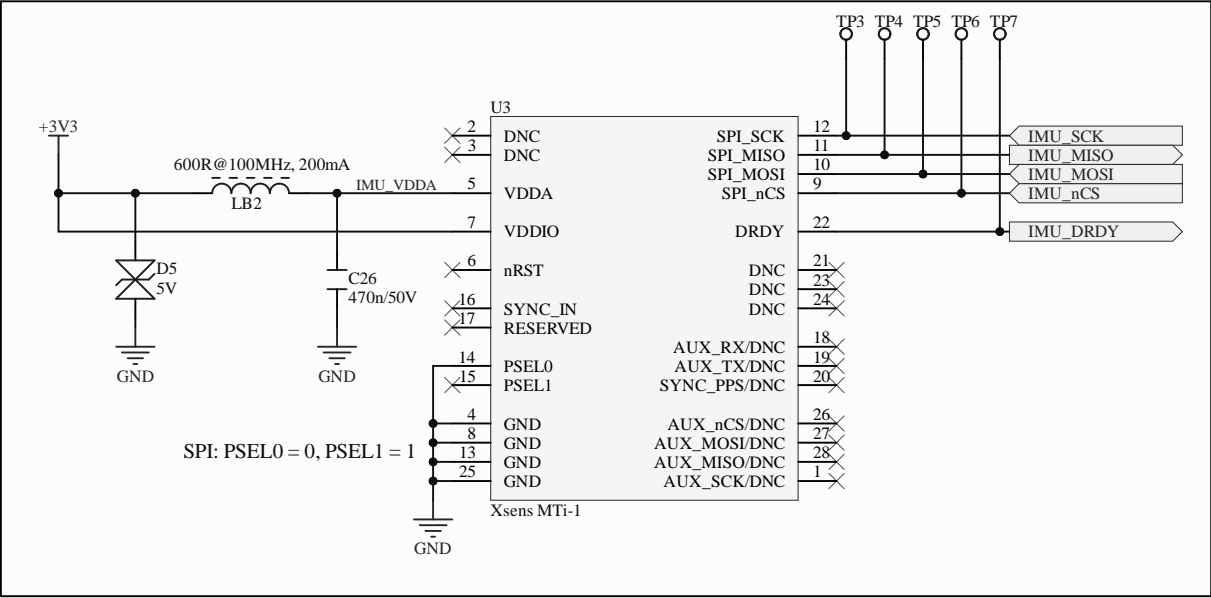 TP3 TP4 TP5 TP6 TP7
U3
+3V3
2 DNC SPI_SCK 12 IMU_SCK
3 DNC SPI_MISO 11 IMU_MISO
600R@100MHz, 200mA
SPI_MOSI 10 IMU_MOSI
LB2 IMU_VDDA 5 VDDA SPI_nCS 9 IMU_nCS
7 VDDIO DRDY 22 IMU_DRDY
D5
5V
C26
470n/50V
6 nRST DNC 21
DNC 23
16 SYNC_IN DNC 24
17 RESERVED
AUX_RX/DNC 18
GND GND 14 PSEL0 AUX_TX/DNC 19
15 PSEL1 SYNC_PPS/DNC 20
4 GND AUX_nCS/DNC 26
8 GND AUX_MOSI/DNC 27
SPI: PSEL0 = 0, PSEL1 = 1
13 GND AUX_MISO/DNC 28
25 GND AUX_SCK/DNC 1
Xsens MTi-1
GND